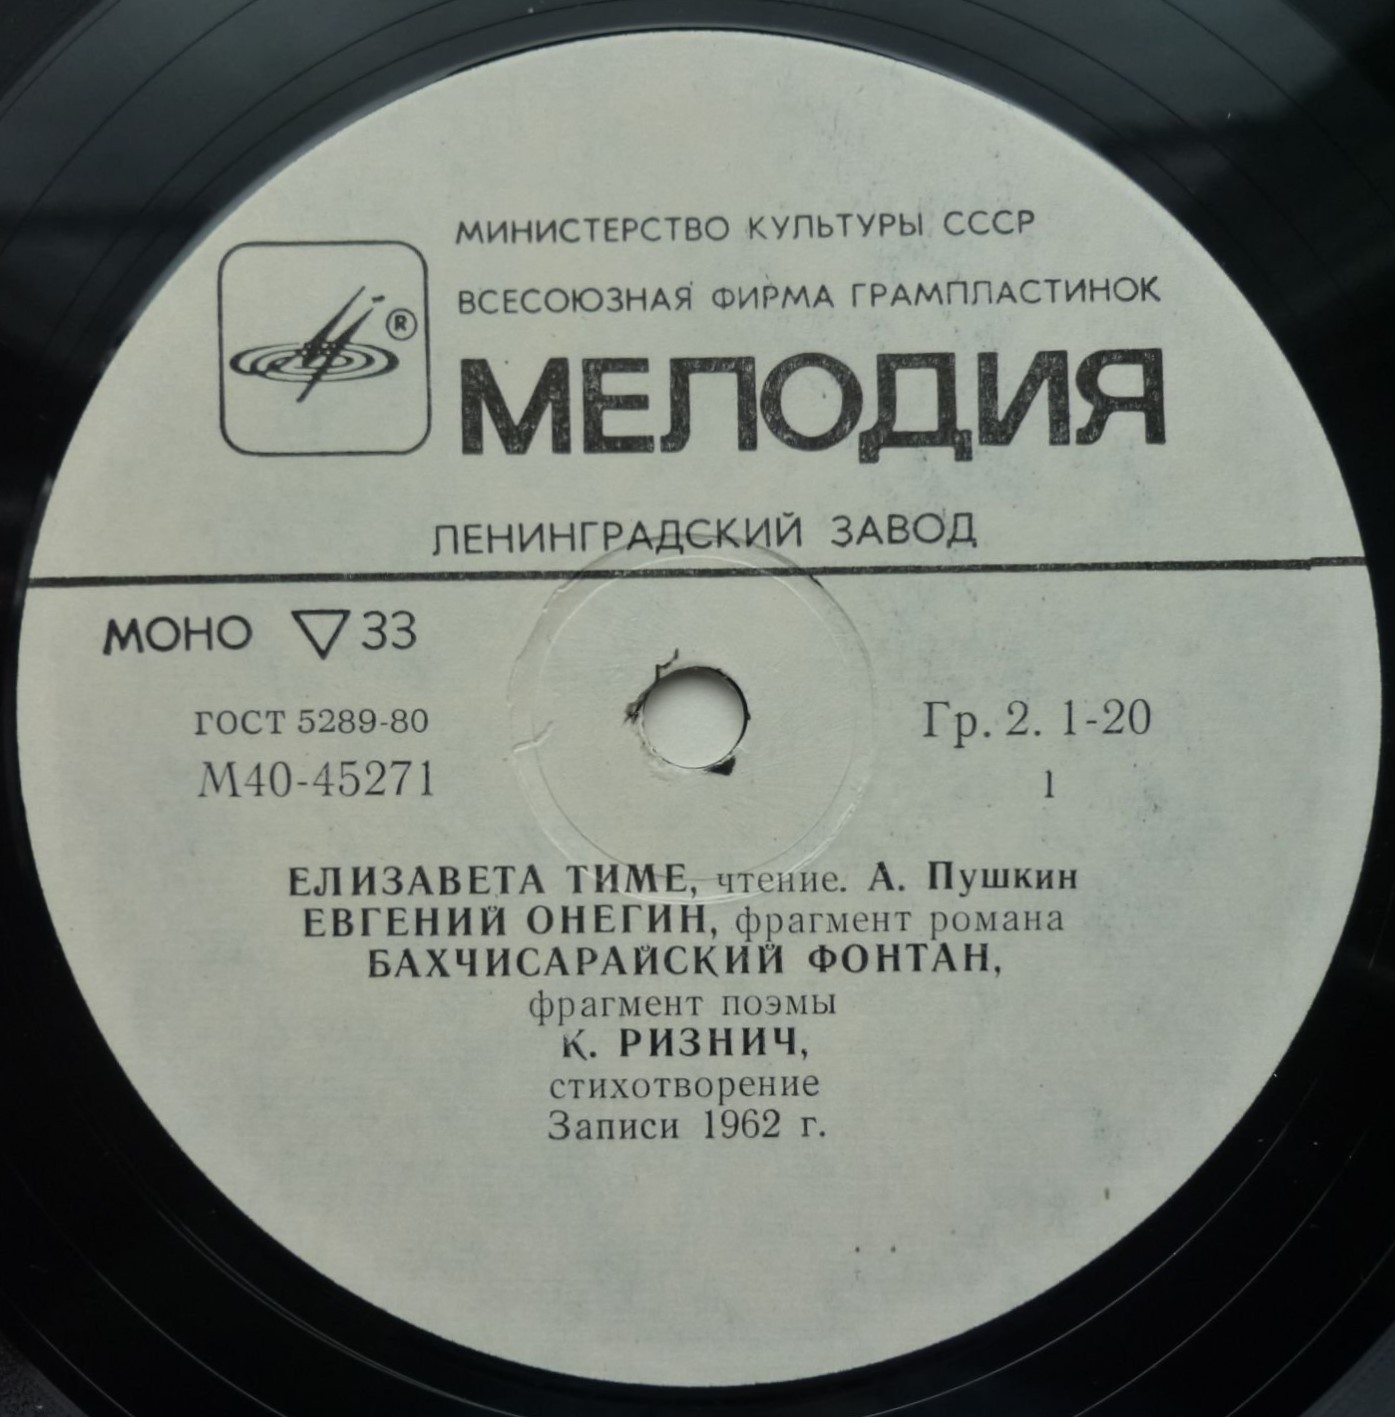 МИНИСТЕРСТВО КУЛЬТУРЫ СССР
ВСЕСОЮЗНАЯ ФИРМА ГРАМПЛАСТИНОК
®
МЕЛОДИЯ
ЛЕНИНГРАДСКИЙ ЗАВОД
МОНО ▽ 33
ГОСТ 5289-80
Гр. 2. 1-20
М40-45271
1
ЕЛИЗАВЕТА ТИМЕ, чтение. А. Пушкин
ЕВГЕНИЙ ОНЕГИН, фрагмент романа
БАХЧИСАРАЙСКИЙ ФОНТАН,
фрагмент поэмы
К. РИЗНИЧ,
стихотворение
Записи 1962 г.